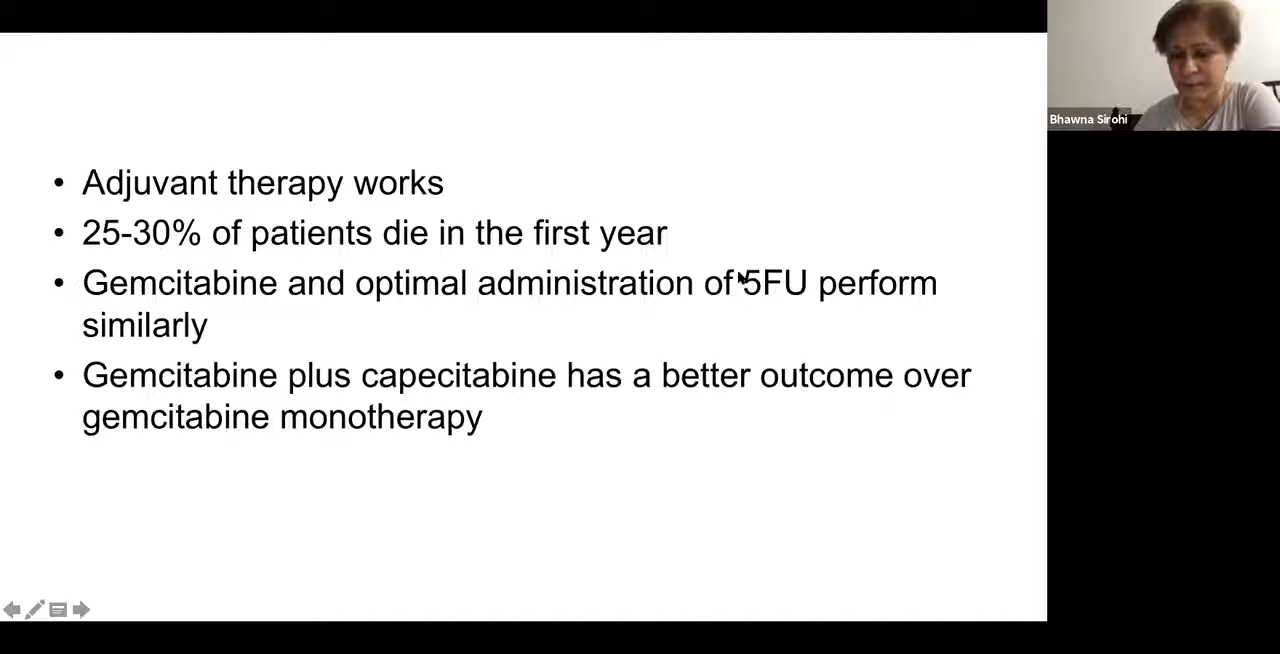 • Adjuvant therapy works
• 25-30% of patients die in the first year
• Gemcitabine and optimal administration of 5FU perform
similarly
• Gemcitabine plus capecitabine has a better outcome over
gemcitabine monotherapy
Bhawna Sirohi